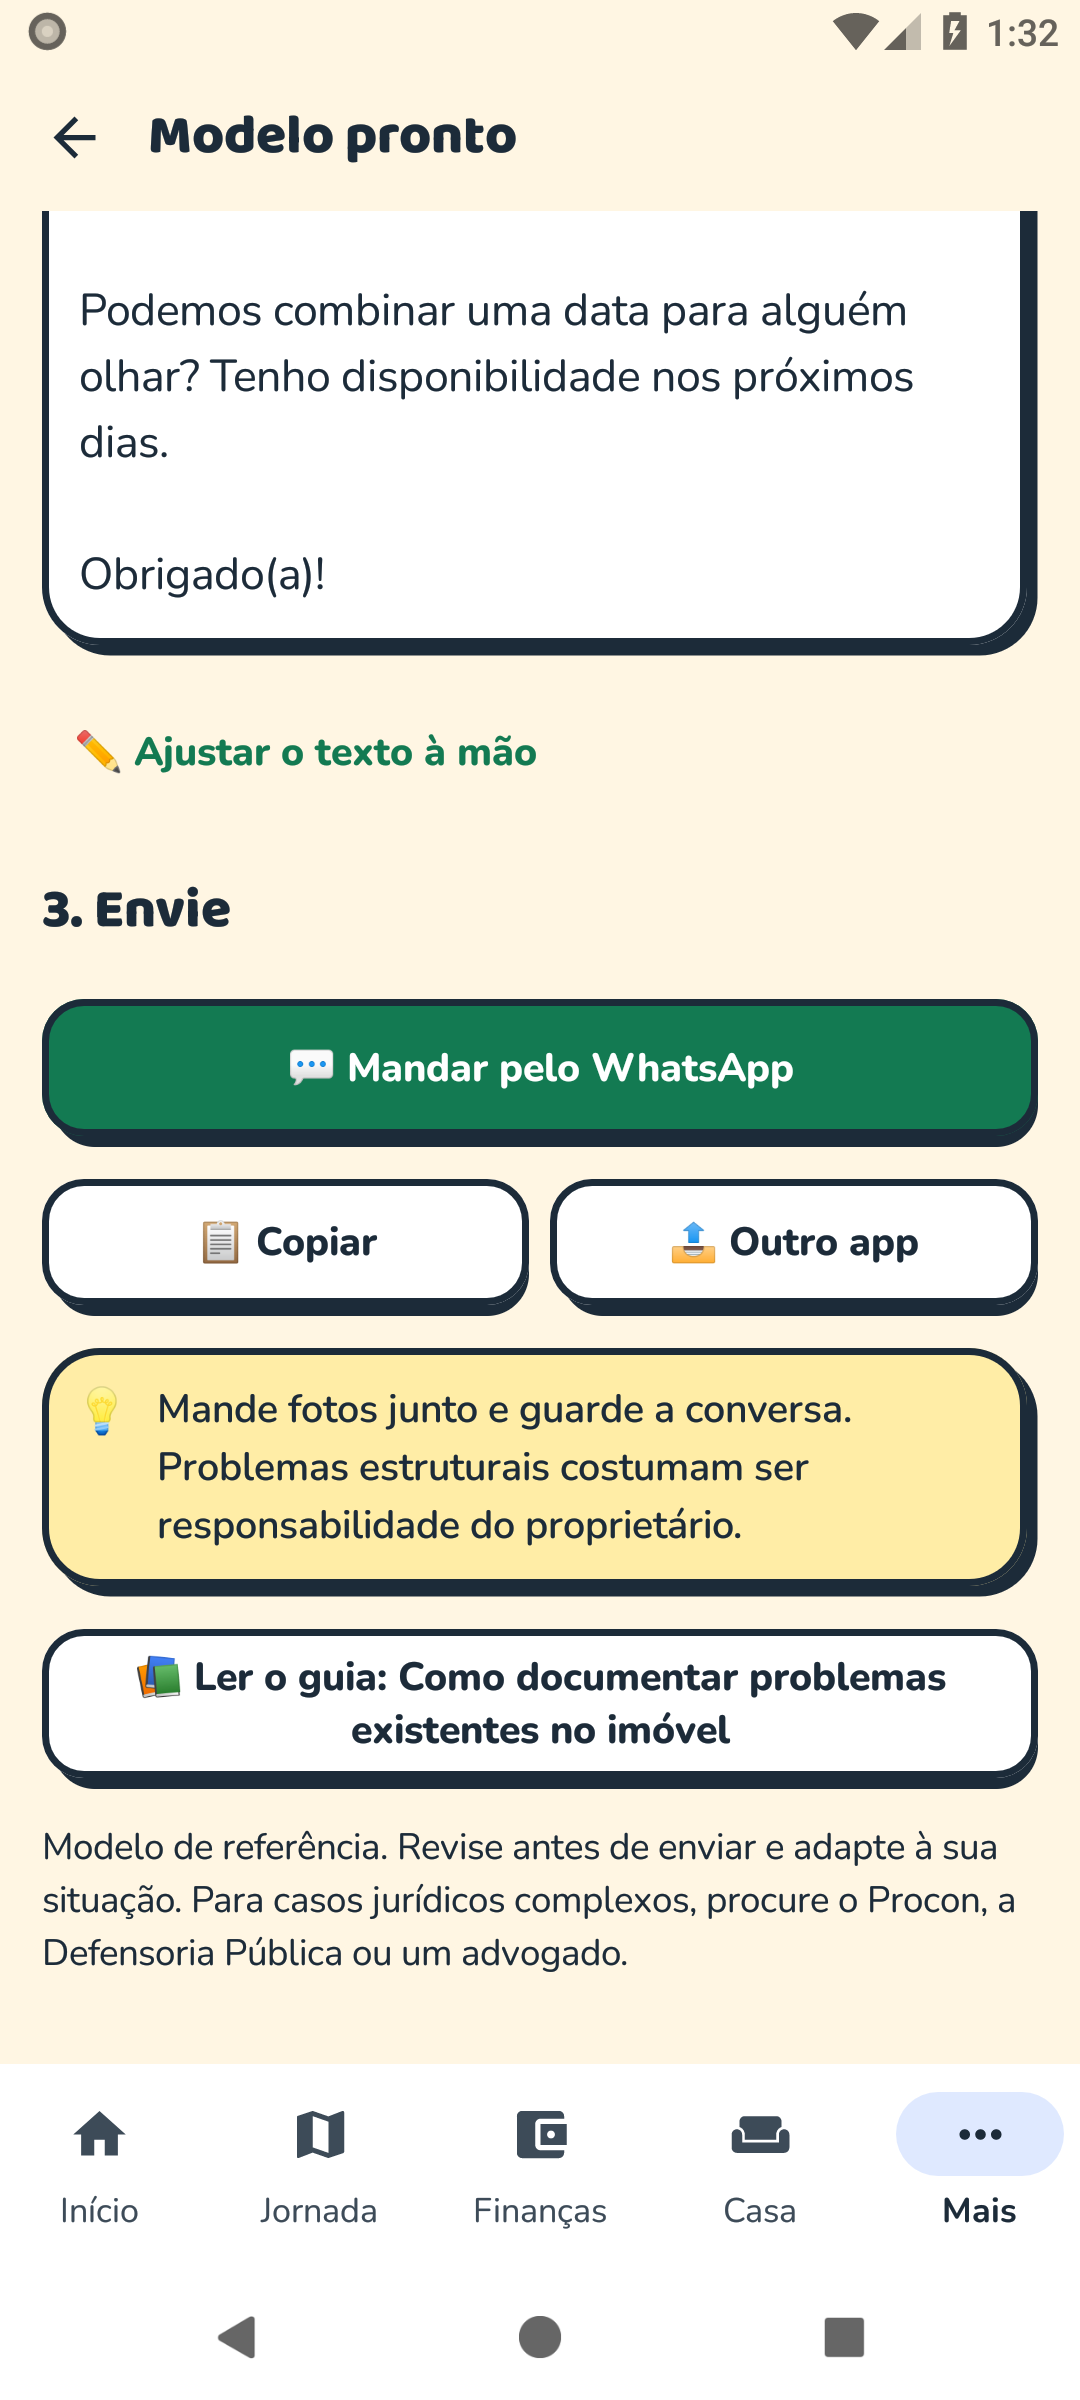 1:32
Modelo pronto
Podemos combinar uma data para alguém
olhar? Tenho disponibilidade nos próximos
dias.
Obrigado(a)!
Ajustar o texto à mão
3. Envie
Mandar pelo WhatsApp
Copiar
Outro app
Mande fotos junto e guarde a conversa.
Problemas estruturais costumam ser
responsabilidade do proprietário.
Ler o guia: Como documentar problemas
existentes no imóvel
Modelo de referência. Revise antes de enviar e adapte à sua
situação. Para casos jurídicos complexos, procure o Procon, a
Defensoria Pública ou um advogado.
Início
Jornada
Finanças
Casa
Mais